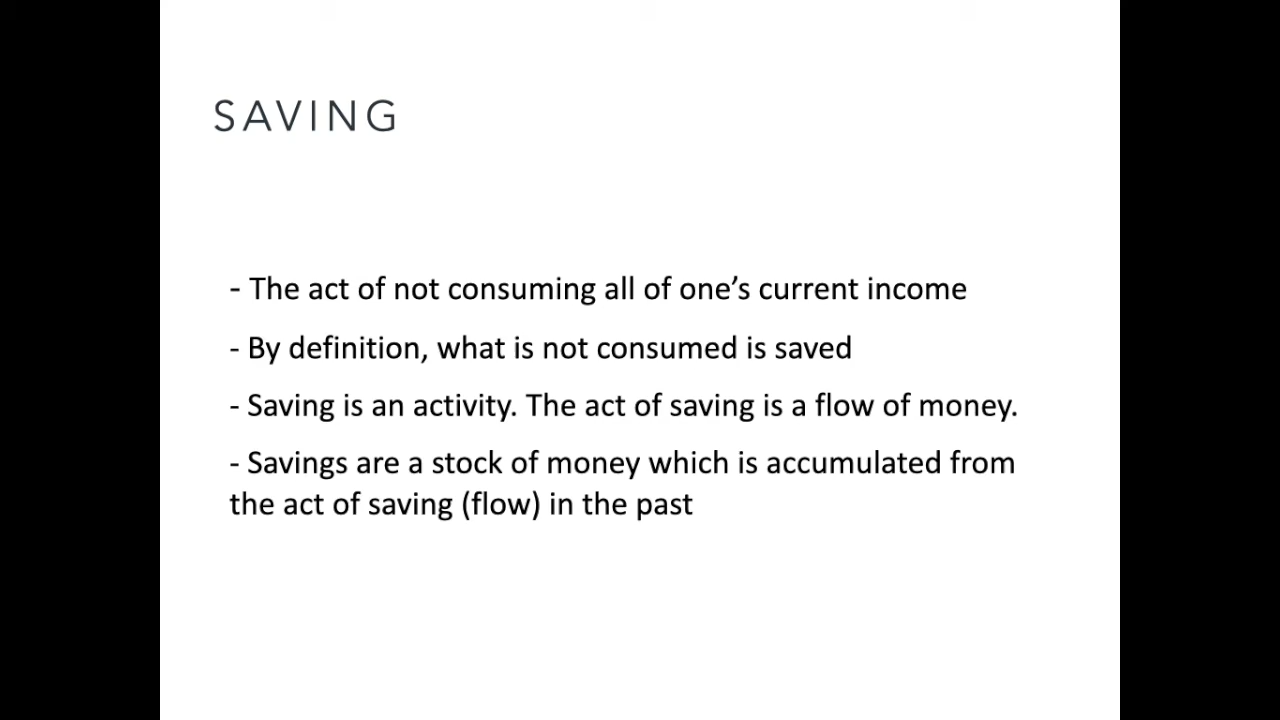 SAVING
- The act of not consuming all of one’s current income
- By definition, what is not consumed is saved
- Saving is an activity. The act of saving is a flow of money.
- Savings are a stock of money which is accumulated from
the act of saving (flow) in the past